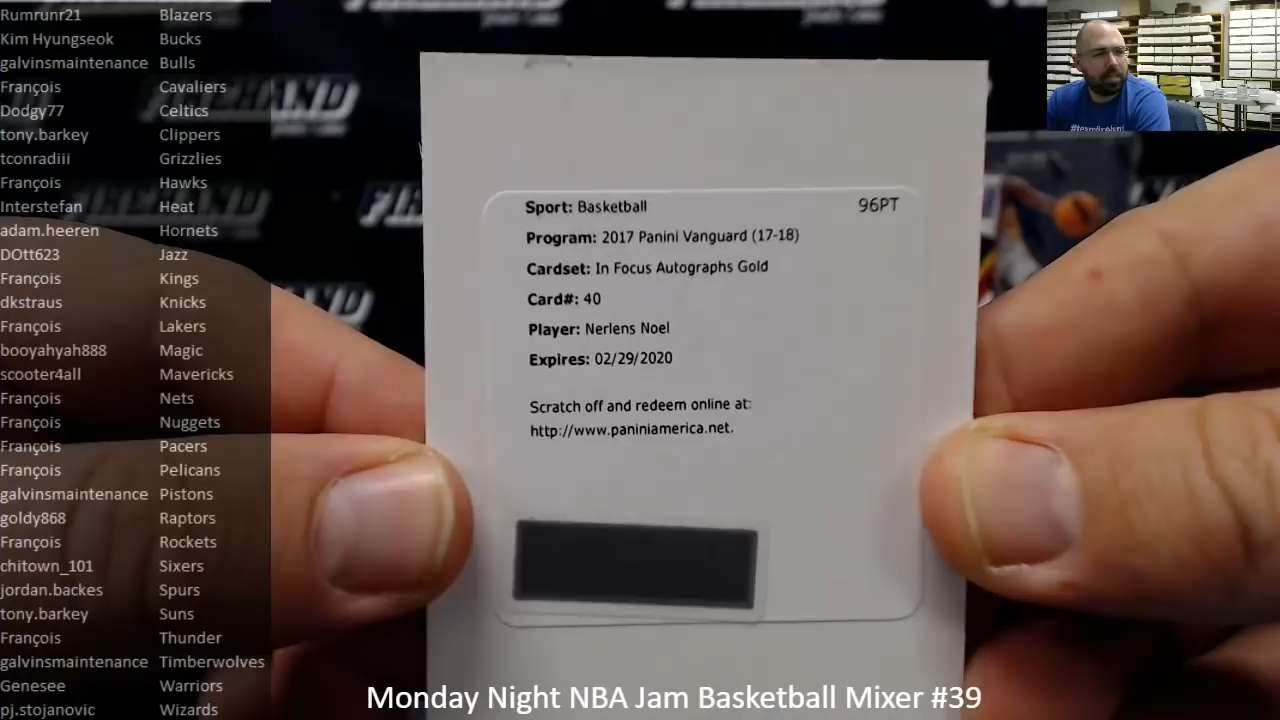 Rumrunr21 Blazers
Kim Hyungseok Bucks
galvinsmaintenance Bulls
François Cavaliers
Dodgy77 Celtics
tony.barkey Clippers
tconradiii Grizzlies
François Hawks
Interstefan Heat
adam.heeren Hornets
DOtt623 Jazz
François Kings
dkstraus Knicks
François Lakers
booyahyah888 Magic
scooter4all Mavericks
François Nets
François Nuggets
François Pacers
François Pelicans
galvinsmaintenance Pistons
goldy868 Raptors
François Rockets
chitown_101 Sixers
jordan.backes Spurs
tony.barkey Suns
François Thunder
galvinsmaintenance Timberwolves
Genesee Warriors
pj.stojanovic Wizards
Sport: Basketball 96PT
Program: 2017 Panini Vanguard (17-18)
Cardset: In Focus Autographs Gold
Card#: 40
Player: Nerlens Noel
Expires: 02/29/2020
Scratch off and redeem online at:
http://www.paniniamerica.net.
Monday Night NBA Jam Basketball Mixer #39